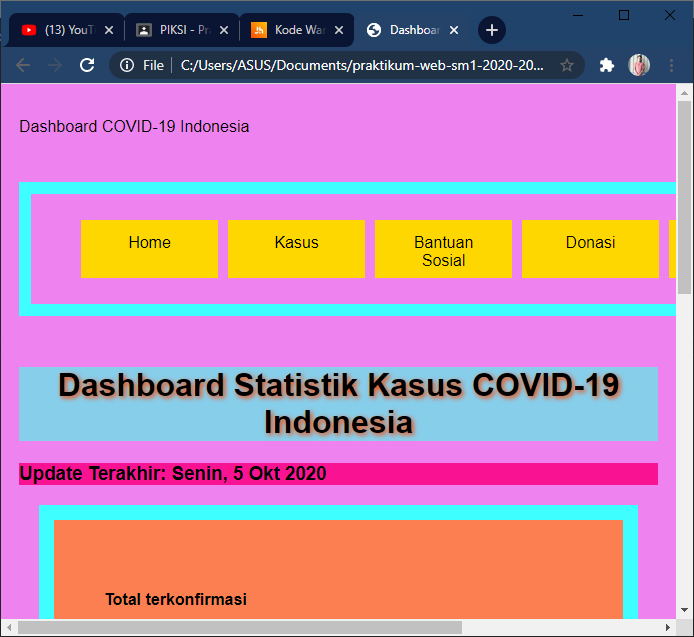 (13) YouT
PIKSI - Pra
Kode War
Dashboar
File
C:/Users/ASUS/Documents/praktikum-web-sm1-2020-20...
Dashboard COVID-19 Indonesia
Home
Kasus
Bantuan
Sosial
Donasi
Dashboard Statistik Kasus COVID-19
Indonesia
Update Terakhir: Senin, 5 Okt 2020
Total terkonfirmasi